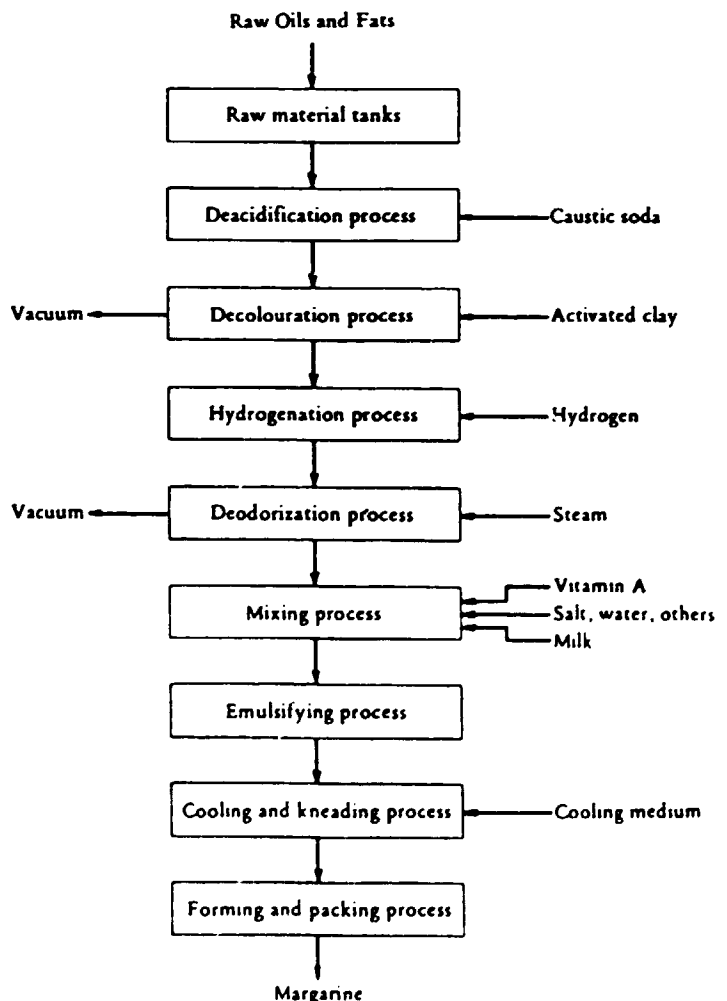 Raw Oils and Fats
Raw material tanks
Deacidification process
Caustic soda
Vacuum
Decolouration process
Activated clay
Hydrogenation process
Hydrogen
Vacuum
Deodorization process
Steam
Mixing process
Vitamin A
Salt, water, others
Milk
Emulsifying process
Cooling and kneading process
Cooling medium
Forming and packing process
Margarine